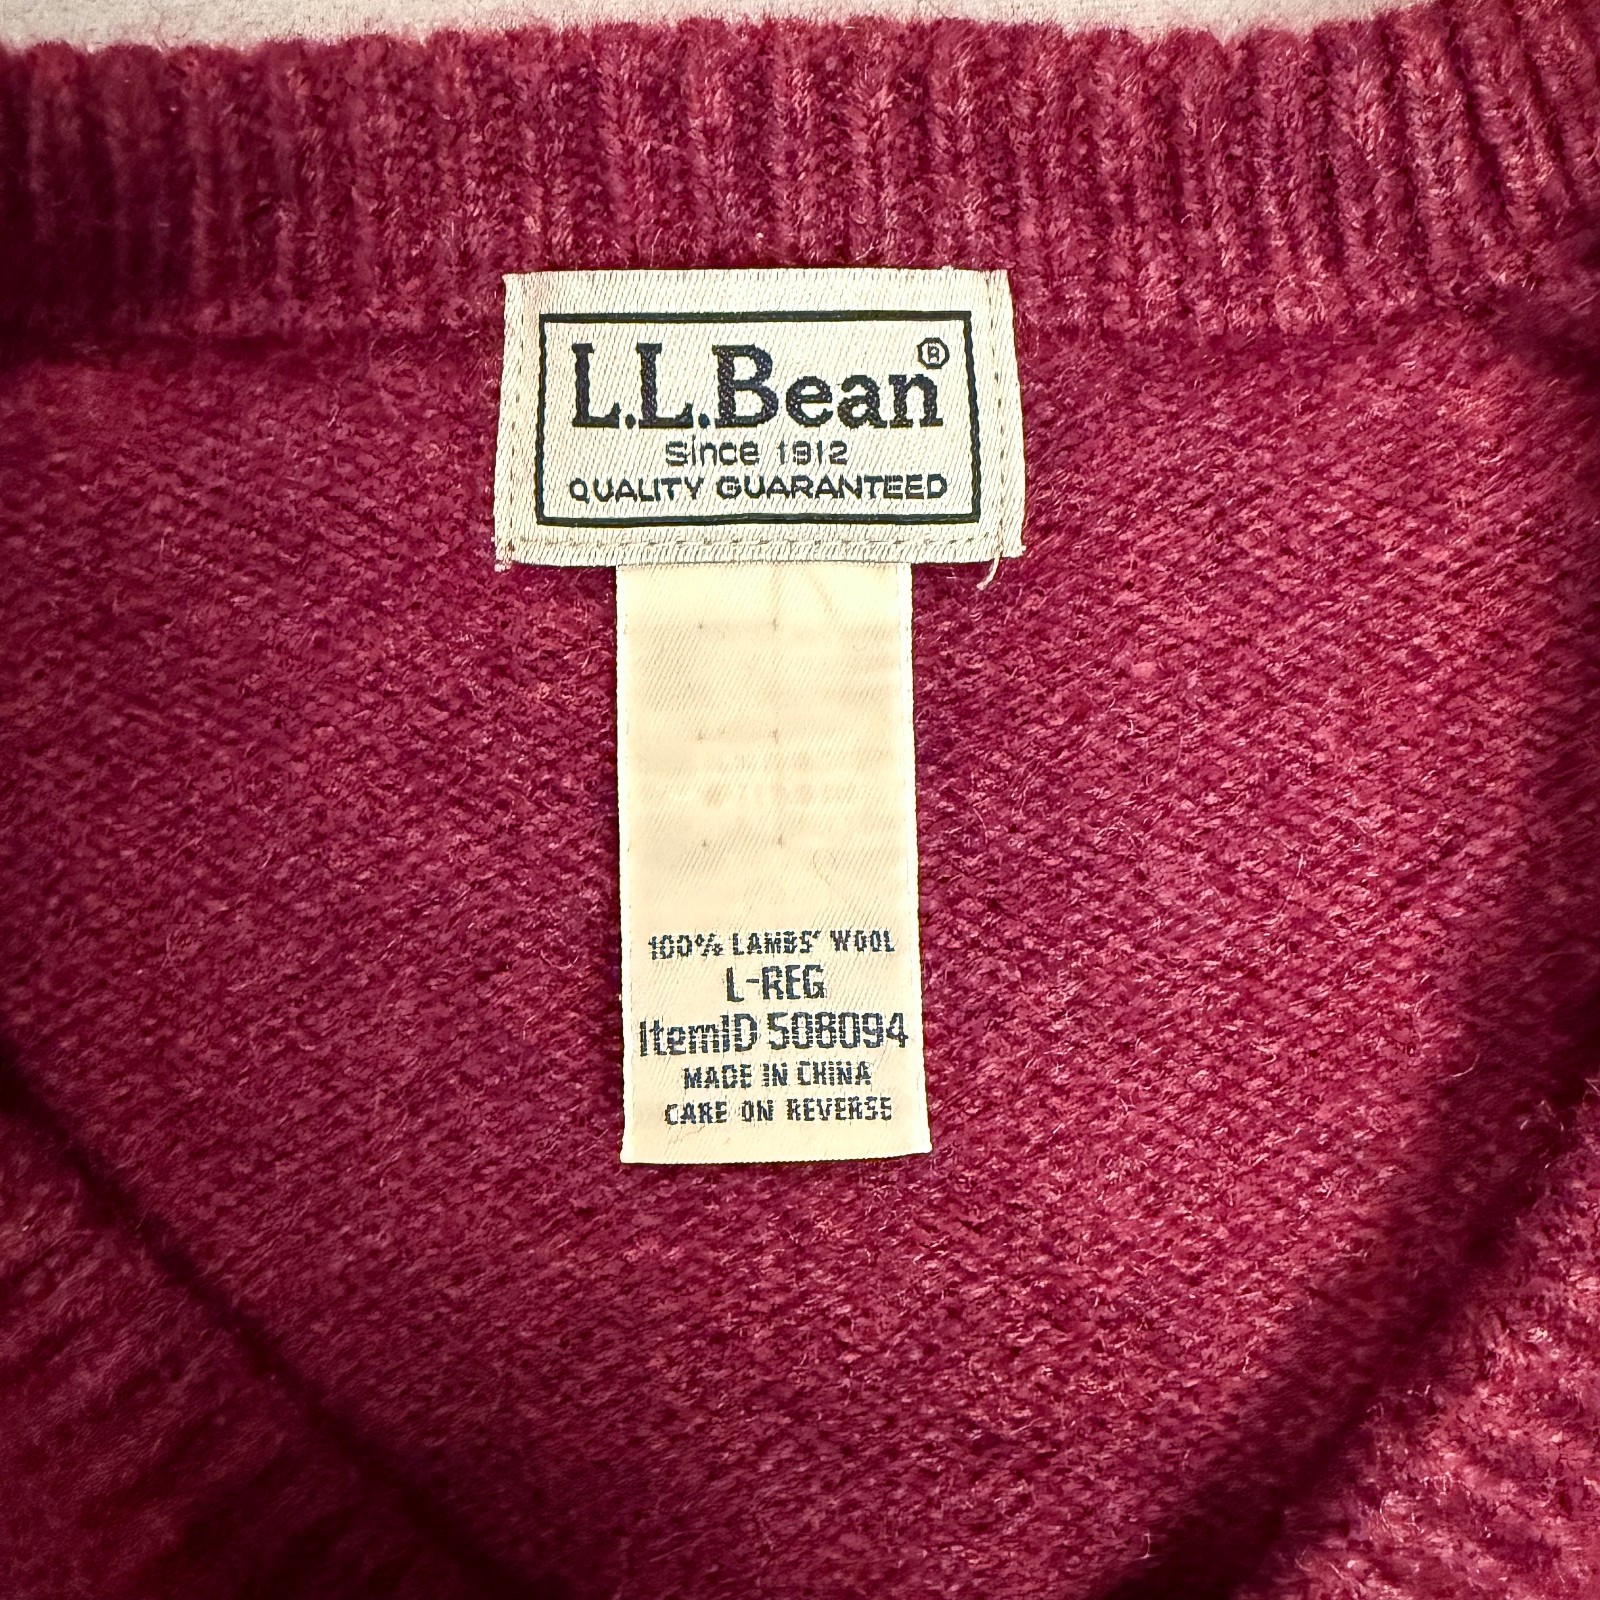 L.L.Bean®
Since 1912
QUALITY GUARANTEED
100% LAMBS' WOOL
L-REG
ItemID 508094
MADE IN CHINA
CARE ON REVERSE